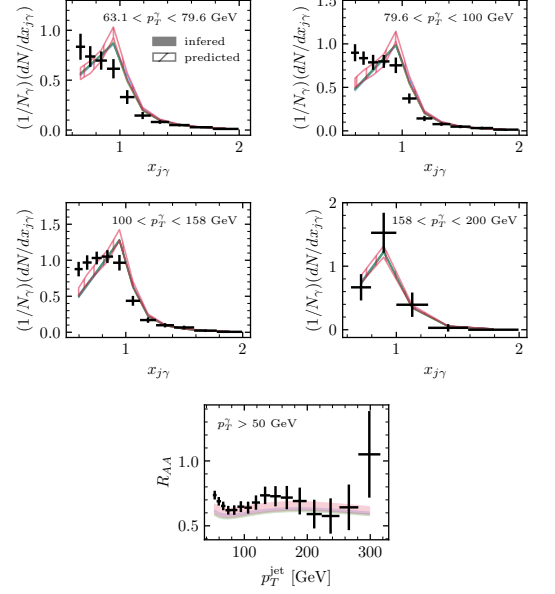 63.1 < p_T^γ < 79.6 GeV
infered
predicted
(1/N_γ)(dN/dx_jγ)
1.0
0.5
0.0
1
2
x_jγ
79.6 < p_T^γ < 100 GeV
(1/N_γ)(dN/dx_jγ)
1.5
1.0
0.5
0.0
1
2
x_jγ
100 < p_T^γ < 158 GeV
(1/N_γ)(dN/dx_jγ)
1.5
1.0
0.5
0.0
1
2
x_jγ
158 < p_T^γ < 200 GeV
(1/N_γ)(dN/dx_jγ)
2
1
0
1
2
x_jγ
p_T^γ > 50 GeV
R_AA
1.0
0.5
100
200
300
p_T^jet [GeV]